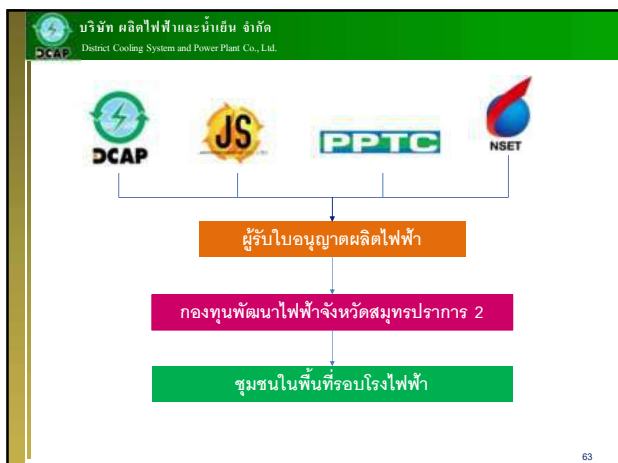 บริษัท ผลิตไฟฟ้าและน้ำเย็น จำกัด
District Cooling System and Power Plant Co., Ltd.
DCAP
DCAP
JS
PPTC
NSET
ผู้รับใบอนุญาตผลิตไฟฟ้า
กองทุนพัฒนาไฟฟ้าจังหวัดสมุทรปราการ 2
ชุมชนในพื้นที่รอบโรงไฟฟ้า
63